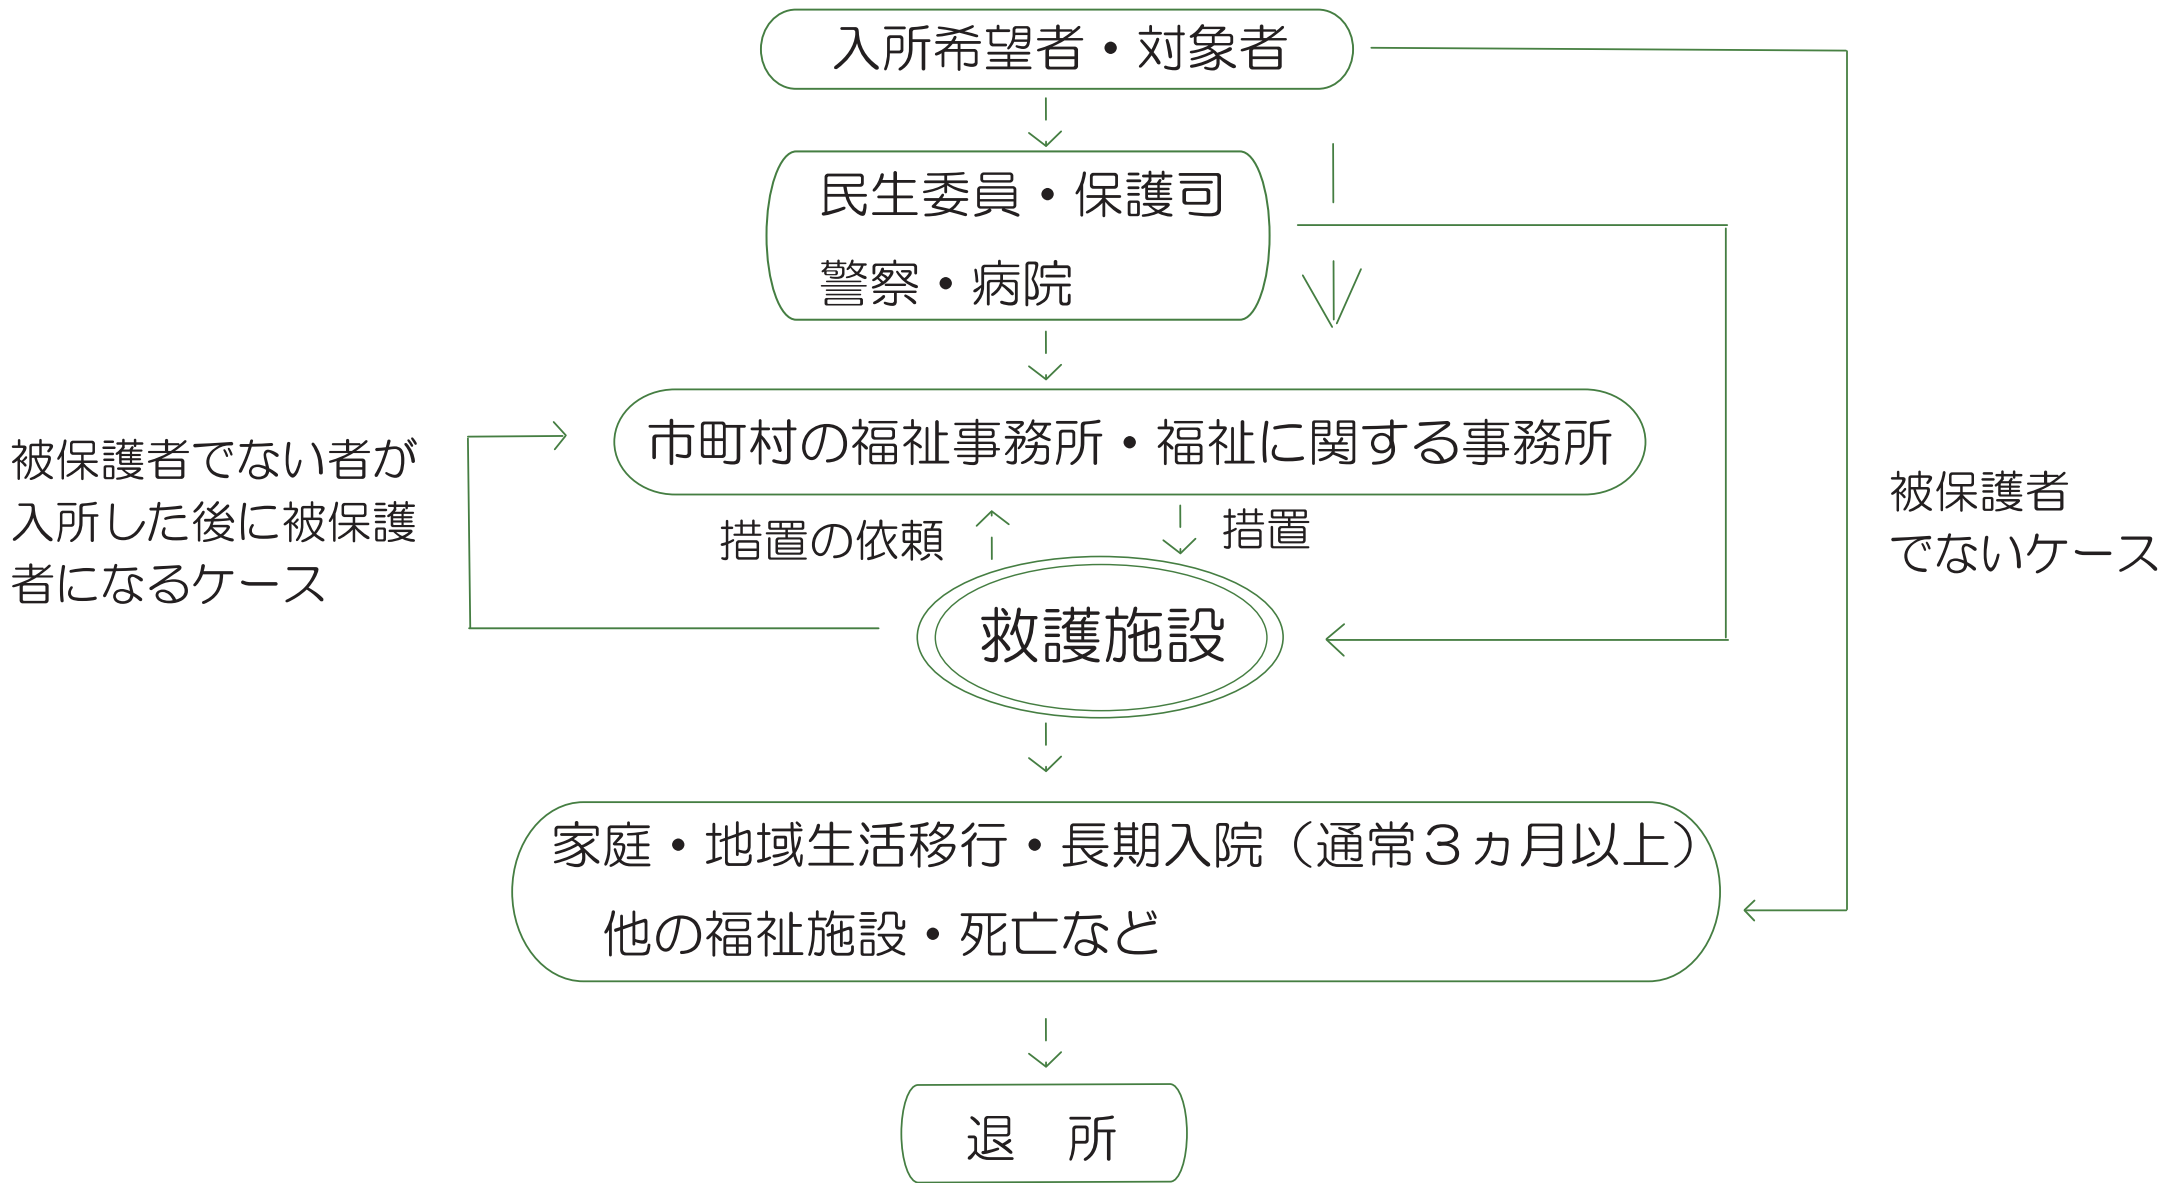 入所希望者・対象者
民生委員・保護司
警察・病院
市町村の福祉事務所・福祉に関する事務所
被保護者でない者が
入所した後に被保護
者になるケース
措置の依頼
措置
被保護者
でないケース
救護施設
家庭・地域生活移行・長期入院（通常３ヵ月以上）
他の福祉施設・死亡など
退　所